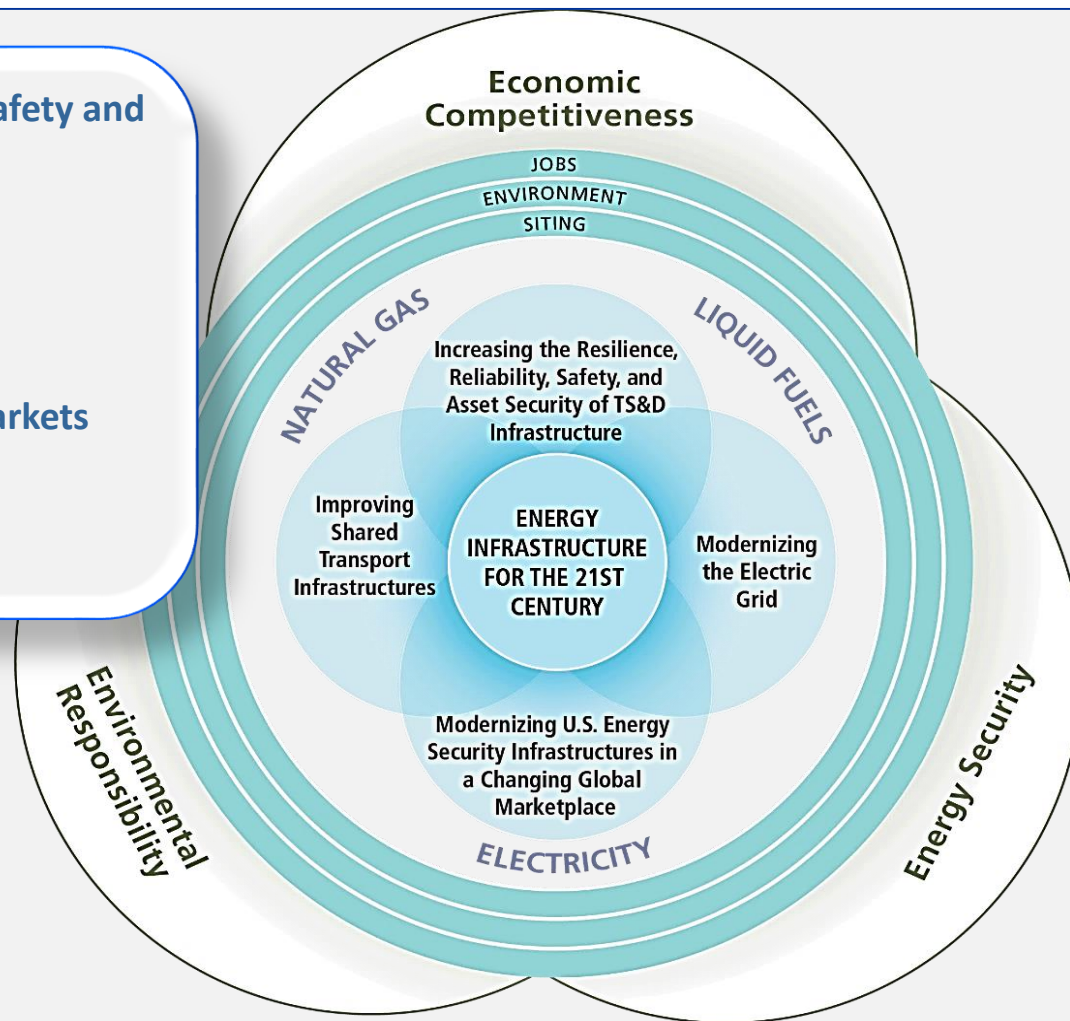 and
Economic
Competitiveness
JOBS
ENVIRONMENT
SITING
NATURAL GAS
LIQUID FUELS
Increasing the Resilience,
Reliability, Safety, and
Asset Security of TS&D
Infrastructure
Improving
Shared
Transport
Infrastructures
ENERGY
INFRASTRUCTURE
FOR THE 21ST
CENTURY
Modernizing
the Electric
Grid
Modernizing U.S. Energy
Security Infrastructures in
a Changing Global
Marketplace
ELECTRICITY
Environmental
Responsibility
Energy Security